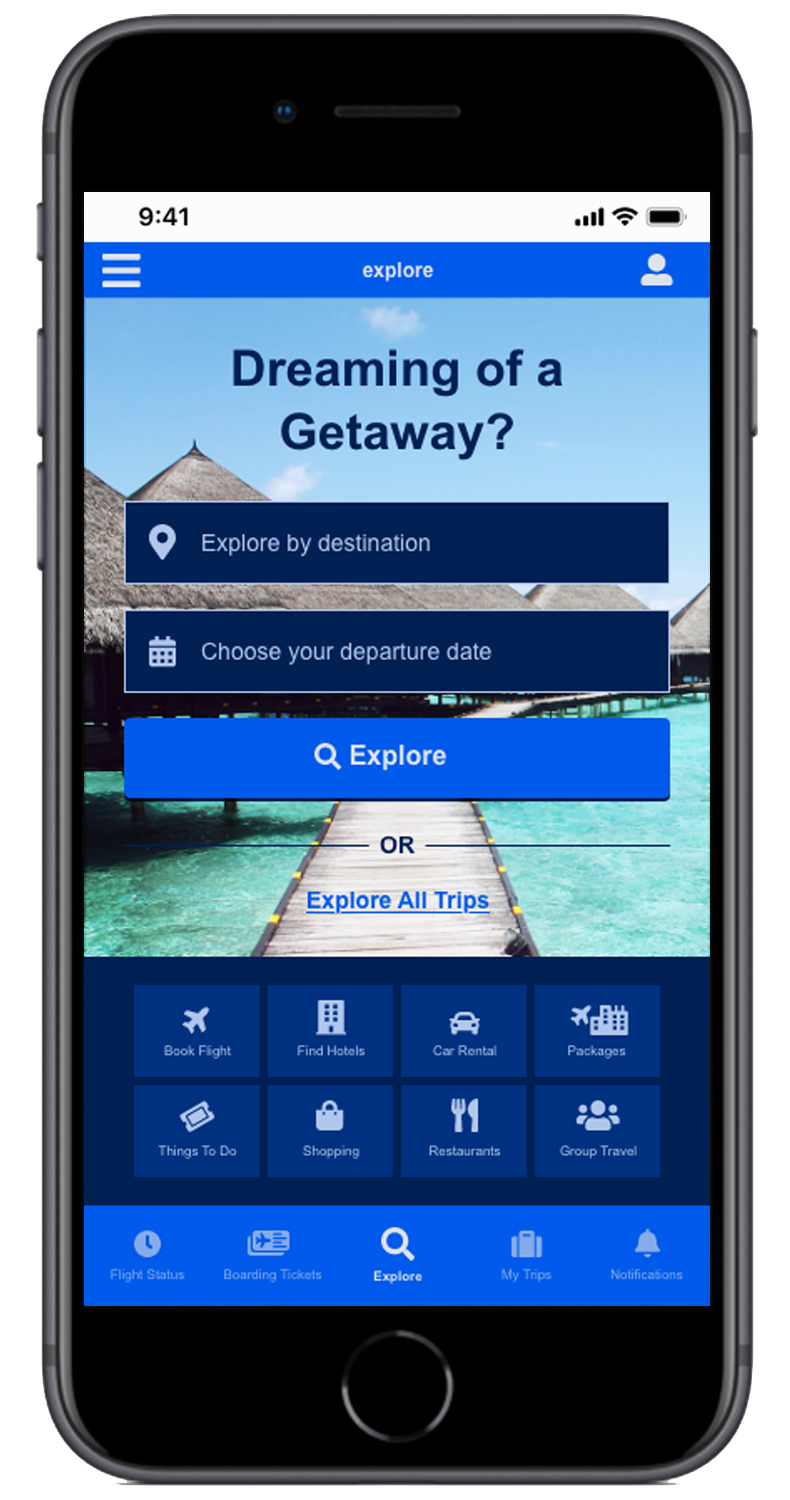 9:41
explore
Dreaming of a
Getaway?
Explore by destination
Choose your departure date
Explore
OR
Explore All Trips
Book Flight
Find Hotels
Car Rental
Packages
Things To Do
Shopping
Restaurants
Group Travel
Flight Status
Boarding Tickets
Explore
My Trips
Notifications